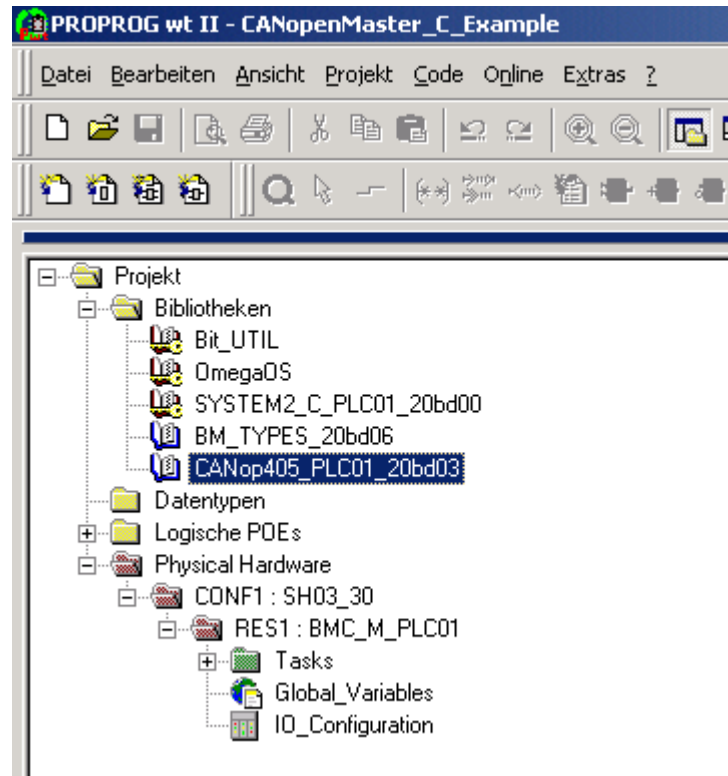 PROPROG wt II - CANopenMaster_C_Example
Datei Bearbeiten Ansicht Projekt Code Online Extras ?
Projekt
Bibliotheken
Bit_UTIL
OmegaOS
SYSTEM2_C_PLC01_20bd00
BM_TYPES_20bd06
CANop405_PLC01_20bd03
Datentypen
Logische POEs
Physical Hardware
CONF1 : SH03_30
RES1 : BMC_M_PLC01
Tasks
Global_Variables
IO_Configuration